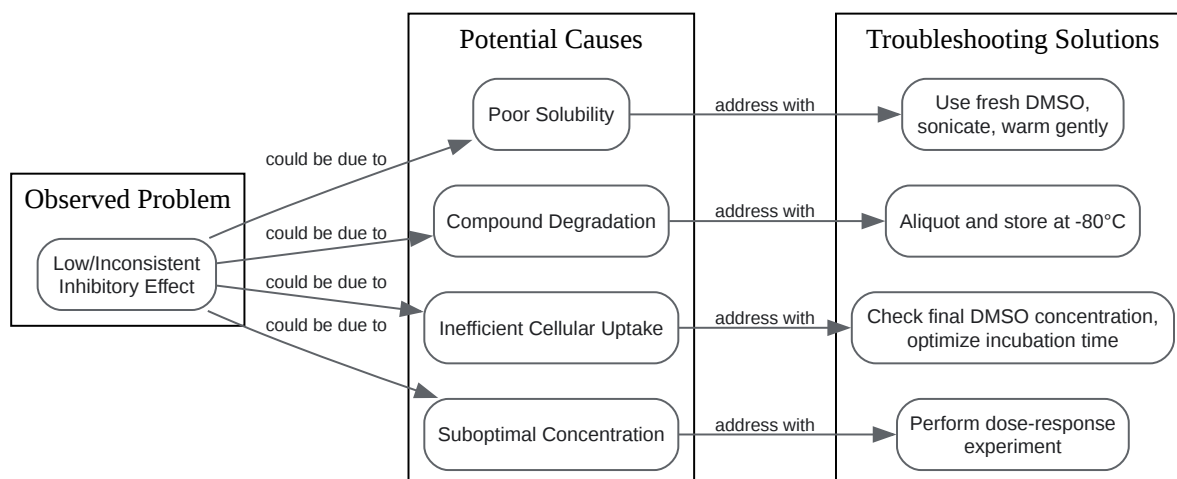 Observed Problem
Low/Inconsistent
Inhibitory Effect
could be due to
could be due to
could be due to
could be due to
Potential Causes
Poor Solubility
Compound Degradation
Inefficient Cellular Uptake
Suboptimal Concentration
address with
address with
address with
address with
Troubleshooting Solutions
Use fresh DMSO,
sonicate, warm gently
Aliquot and store at -80°C
Check final DMSO concentration,
optimize incubation time
Perform dose-response
experiment